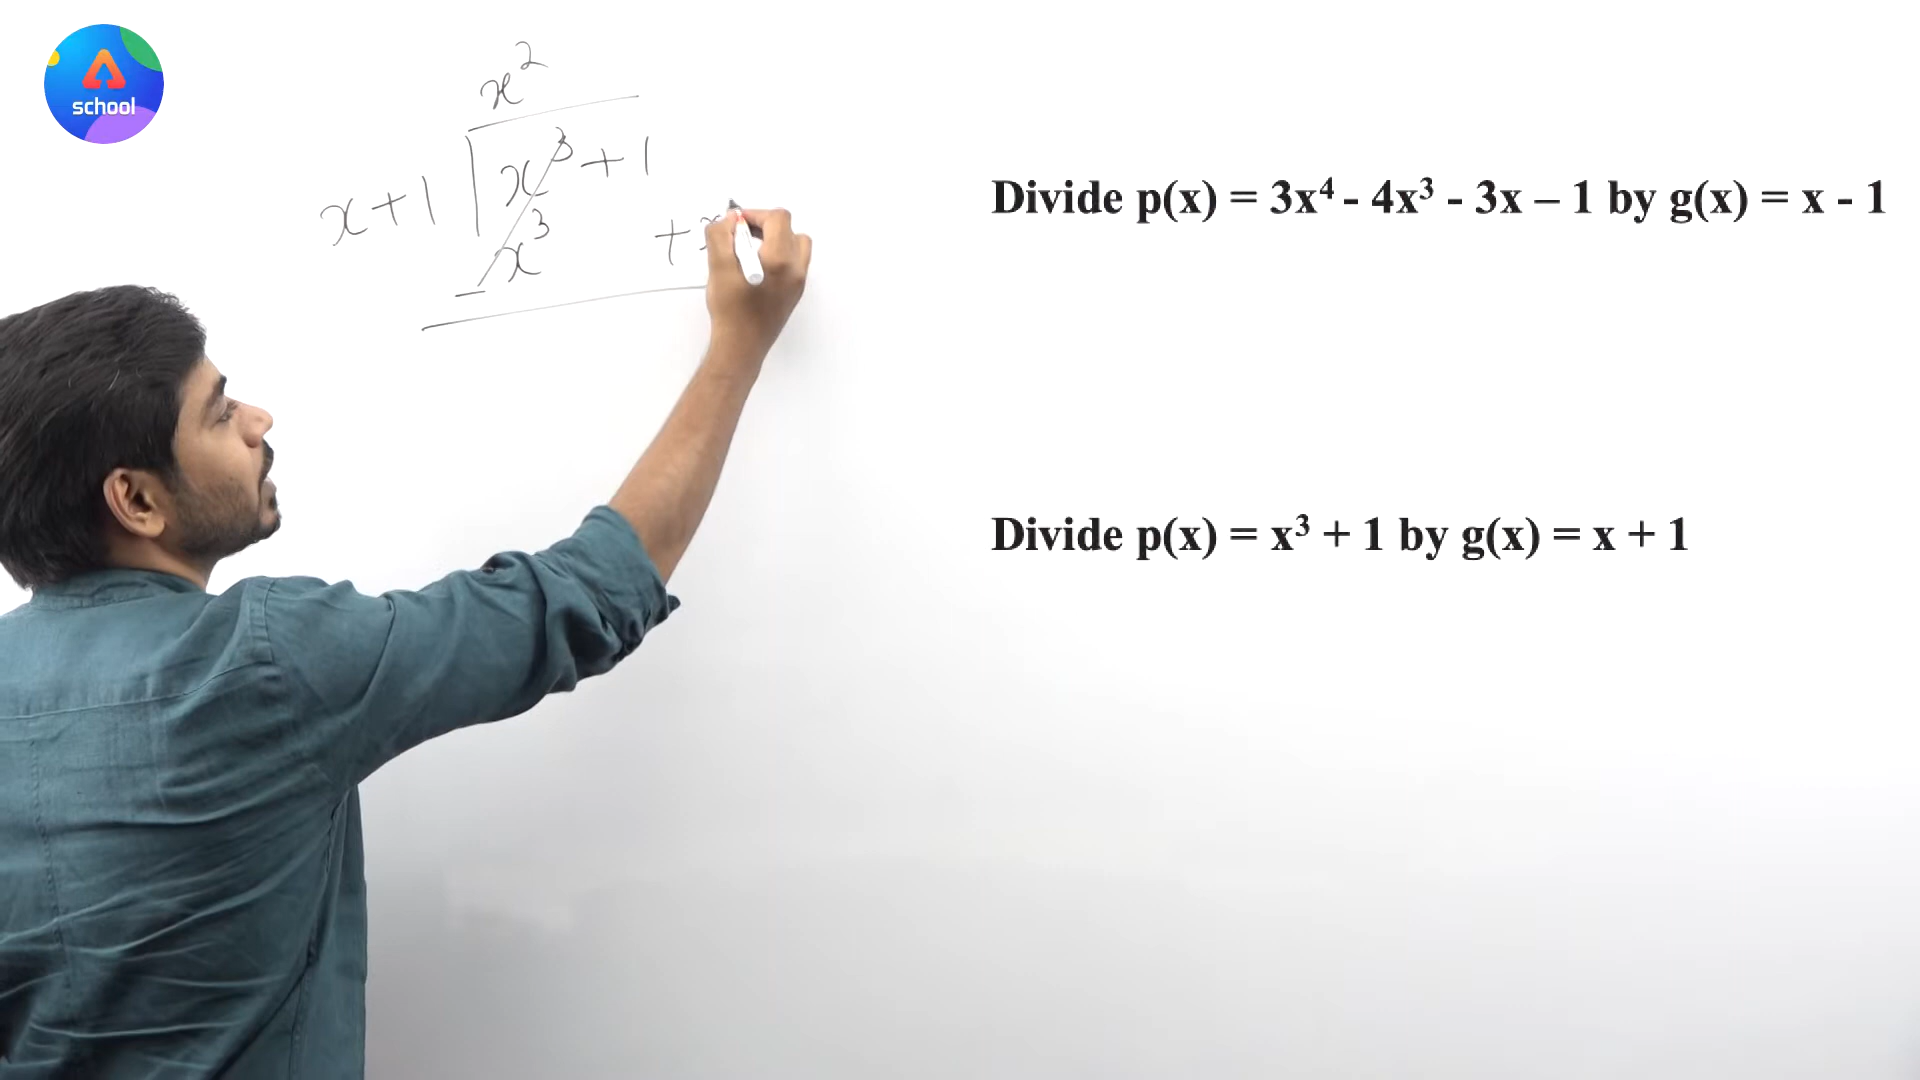 school
x²
x+1 | x³+1
x³
+x
−
Divide p(x) = 3x⁴ - 4x³ - 3x – 1 by g(x) = x - 1
Divide p(x) = x³ + 1 by g(x) = x + 1